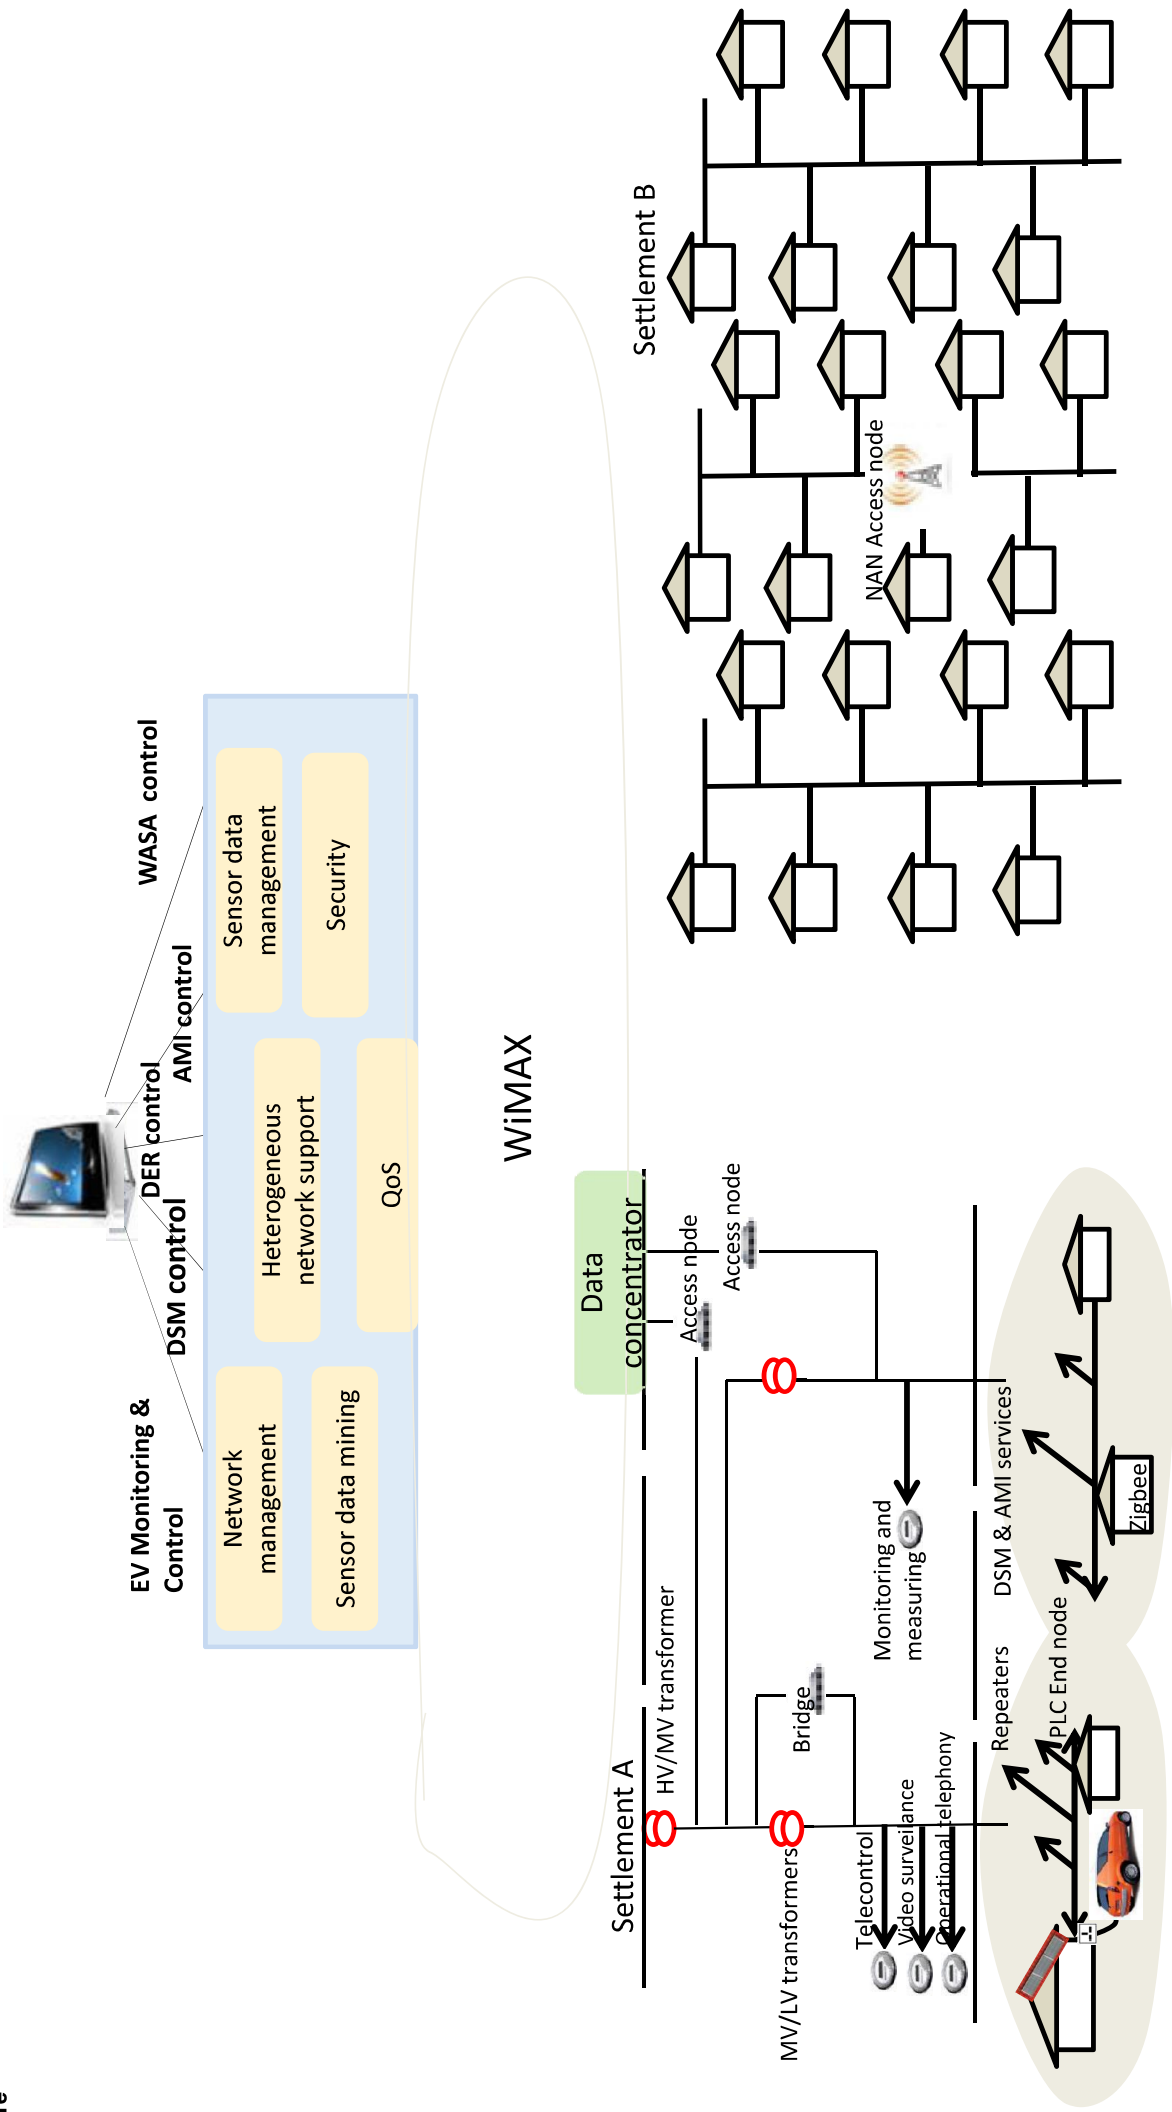 EV Monitoring &
Control
DSM control
DER control
AMI control
WASA  control
Network
management
Sensor data mining
Heterogeneous
network support
QoS
Sensor data
management
Security
WiMAX
Data
concentrator
Settlement A
HV/MV transformer
Access node
Access node
MV/LV transformers
Bridge
Monitoring and
measuring
Telecontrol
Video surveilance
Operational telephony
Repeaters
DSM & AMI services
PLC End node
Zigbee
Settlement B
NAN Access node